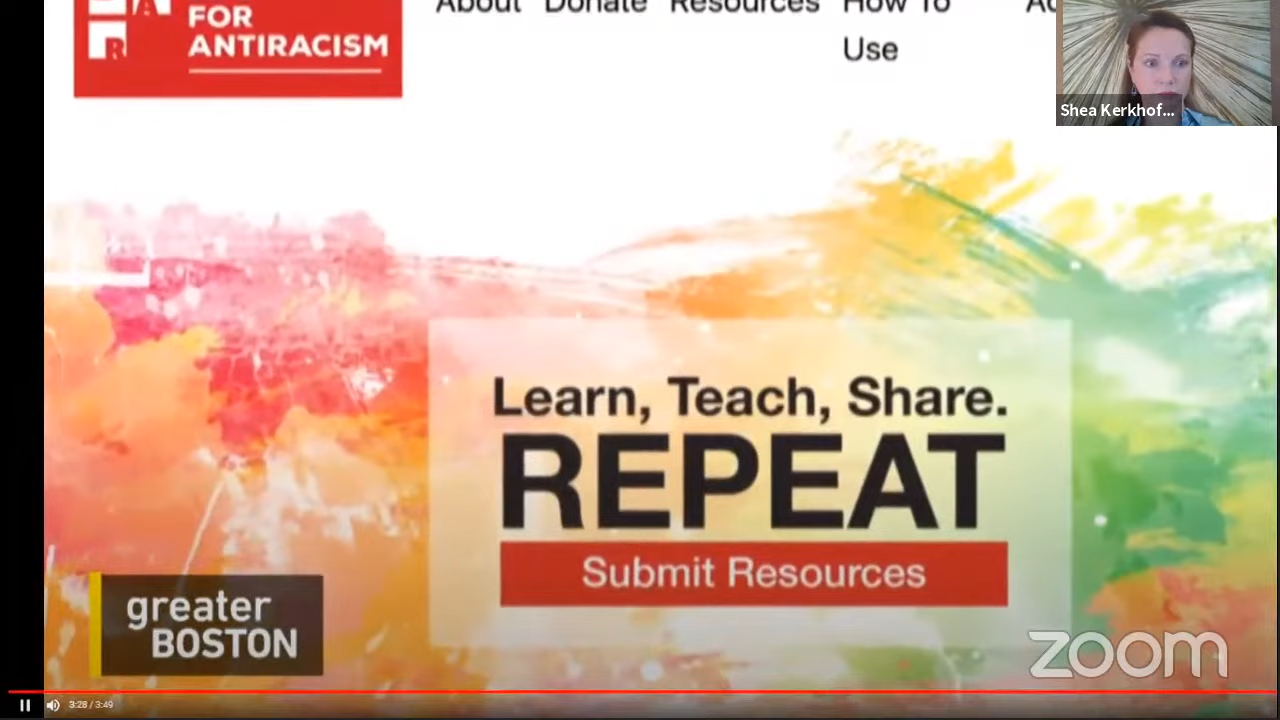 About Donate Resources How To
Use
FOR
ANTIRACISM
Shea Kerkhof...
Learn, Teach, Share.
REPEAT
Submit Resources
greater
BOSTON
zoom
3:28 / 3:49